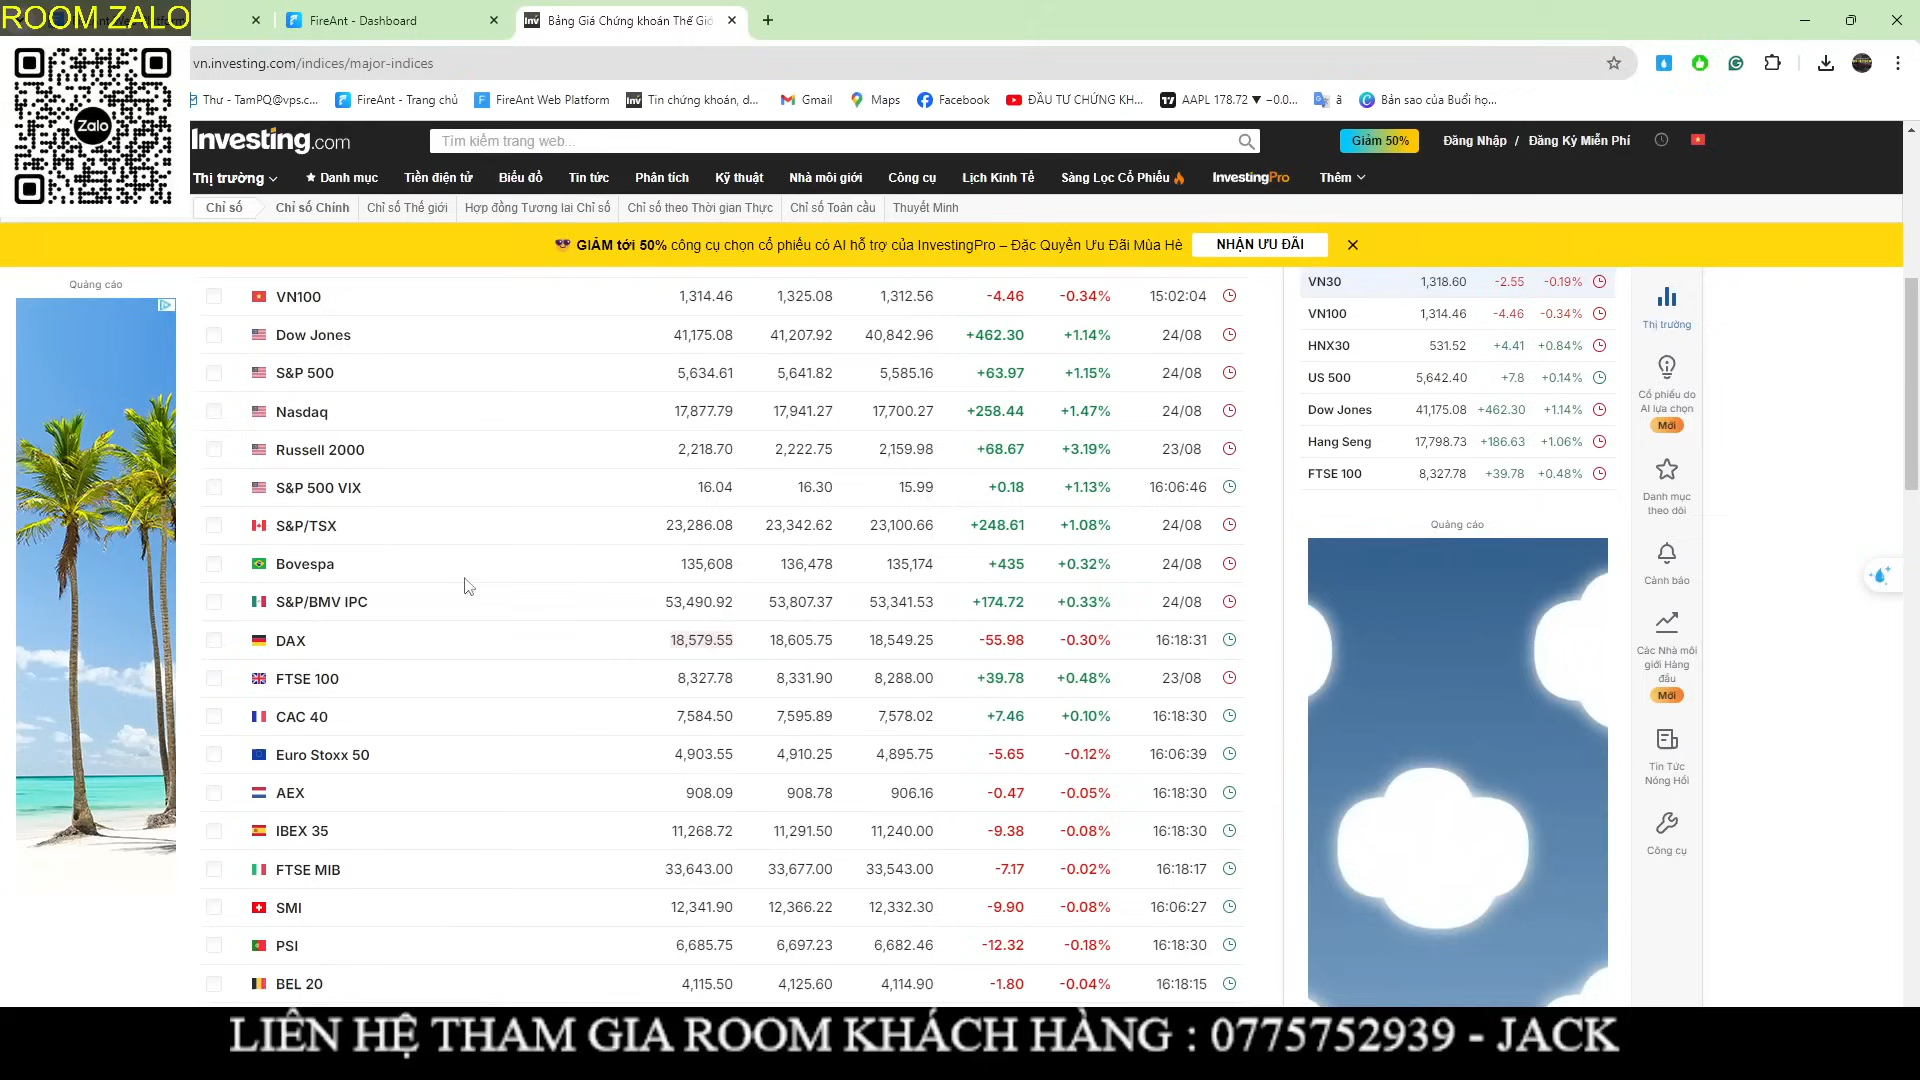 ROOM ZALO
FireAnt - Dashboard
Bảng Giá Chứng khoán Thế Giớ
vn.investing.com/indices/major-indices
Thư - TamPQ@vps.c...
FireAnt - Trang chủ
FireAnt Web Platform
Tin chứng khoán, d...
Gmail
Maps
Facebook
ĐẦU TƯ CHỨNG KH...
AAPL 178.72 ▼ −0.0...
ã
Bản sao của Buổi họ...
Zalo
Investing.com
Tìm kiếm trang web...
Giảm 50%
Đăng Nhập / Đăng Ký Miễn Phí
Thị trường
Danh mục
Tiền điện tử
Biểu đồ
Tin tức
Phân tích
Kỹ thuật
Nhà môi giới
Công cụ
Lịch Kinh Tế
Sàng Lọc Cổ Phiếu
InvestingPro
Thêm
Chỉ số
Chỉ số Chính
Chỉ số Thế giới
Hợp đồng Tương lai Chỉ số
Chỉ số theo Thời gian Thực
Chỉ số Toàn cầu
Thuyết Minh
GIẢM tới 50% công cụ chọn cổ phiếu có AI hỗ trợ của InvestingPro – Đặc Quyền Ưu Đãi Mùa Hè
NHẬN ƯU ĐÃI
Quảng cáo
VN100 1,314.46 1,325.08 1,312.56 -4.46 -0.34% 15:02:04
Dow Jones 41,175.08 41,207.92 40,842.96 +462.30 +1.14% 24/08
S&P 500 5,634.61 5,641.82 5,585.16 +63.97 +1.15% 24/08
Nasdaq 17,877.79 17,941.27 17,700.27 +258.44 +1.47% 24/08
Russell 2000 2,218.70 2,222.75 2,159.98 +68.67 +3.19% 23/08
S&P 500 VIX 16.04 16.30 15.99 +0.18 +1.13% 16:06:46
S&P/TSX 23,286.08 23,342.62 23,100.66 +248.61 +1.08% 24/08
Bovespa 135,608 136,478 135,174 +435 +0.32% 24/08
S&P/BMV IPC 53,490.92 53,807.37 53,341.53 +174.72 +0.33% 24/08
DAX 18,579.55 18,605.75 18,549.25 -55.98 -0.30% 16:18:31
FTSE 100 8,327.78 8,331.90 8,288.00 +39.78 +0.48% 23/08
CAC 40 7,584.50 7,595.89 7,578.02 +7.46 +0.10% 16:18:30
Euro Stoxx 50 4,903.55 4,910.25 4,895.75 -5.65 -0.12% 16:06:39
AEX 908.09 908.78 906.16 -0.47 -0.05% 16:18:30
IBEX 35 11,268.72 11,291.50 11,240.00 -9.38 -0.08% 16:18:30
FTSE MIB 33,643.00 33,677.00 33,543.00 -7.17 -0.02% 16:18:17
SMI 12,341.90 12,366.22 12,332.30 -9.90 -0.08% 16:06:27
PSI 6,685.75 6,697.23 6,682.46 -12.32 -0.18% 16:18:30
BEL 20 4,115.50 4,125.60 4,114.90 -1.80 -0.04% 16:18:15
VN30 1,318.60 -2.55 -0.19%
VN100 1,314.46 -4.46 -0.34%
HNX30 531.52 +4.41 +0.84%
US 500 5,642.40 +7.8 +0.14%
Dow Jones 41,175.08 +462.30 +1.14%
Hang Seng 17,798.73 +186.63 +1.06%
FTSE 100 8,327.78 +39.78 +0.48%
Quảng cáo
Thị trường
Cổ phiếu do
AI lựa chọn
Mới
Danh mục
theo dõi
Cảnh báo
Các Nhà môi
giới Hàng
đầu
Mới
Tin Tức
Nóng Hổi
Công cụ
LIÊN HỆ THAM GIA ROOM KHÁCH HÀNG : 0775752939 - JACK